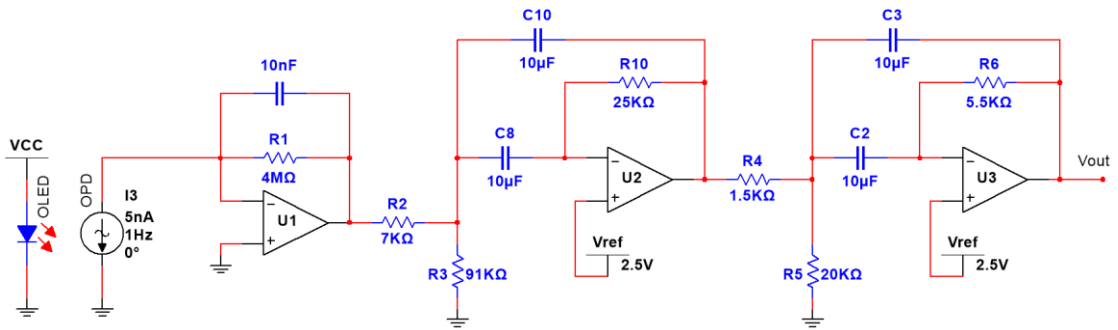 VCC
OLED
OPD
I3
5nA
1Hz
0°
10nF
R1
4MΩ
U1
R2
7KΩ
R3 91KΩ
C10
10µF
R10
25KΩ
C8
10µF
U2
Vref
2.5V
R4
1.5KΩ
R5 20KΩ
C3
10µF
R6
5.5KΩ
C2
10µF
U3
Vref
2.5V
Vout